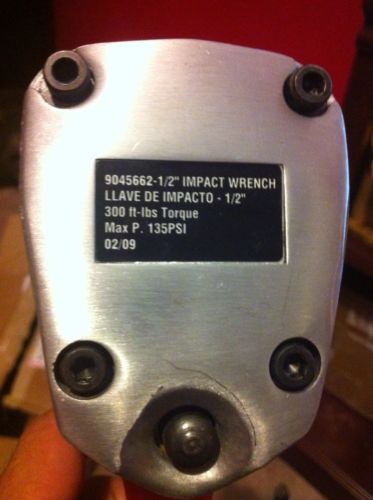 9045662-1/2" IMPACT WRENCH
LLAVE DE IMPACTO - 1/2"
300 ft-lbs Torque
Max P. 135PSI
02/09